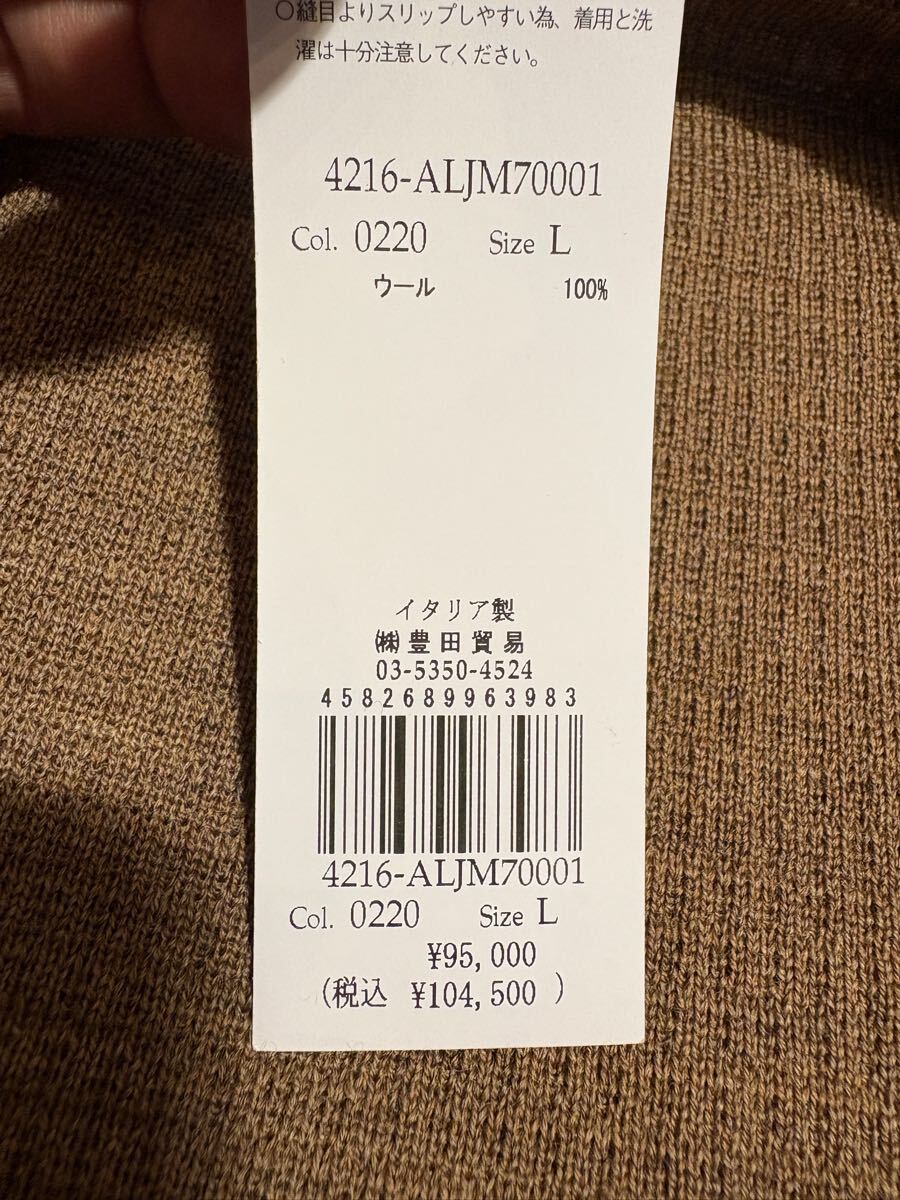 ○縫目よりスリップしやすい為、着用と洗
濯は十分注意してください。
4216-ALJM70001
Col. 0220 Size L
ウール 100%
イタリア製
㈱豊田貿易
03-5350-4524
4582689963983
4216-ALJM70001
Col. 0220 Size L
¥95,000
(税込 ¥104,500 )